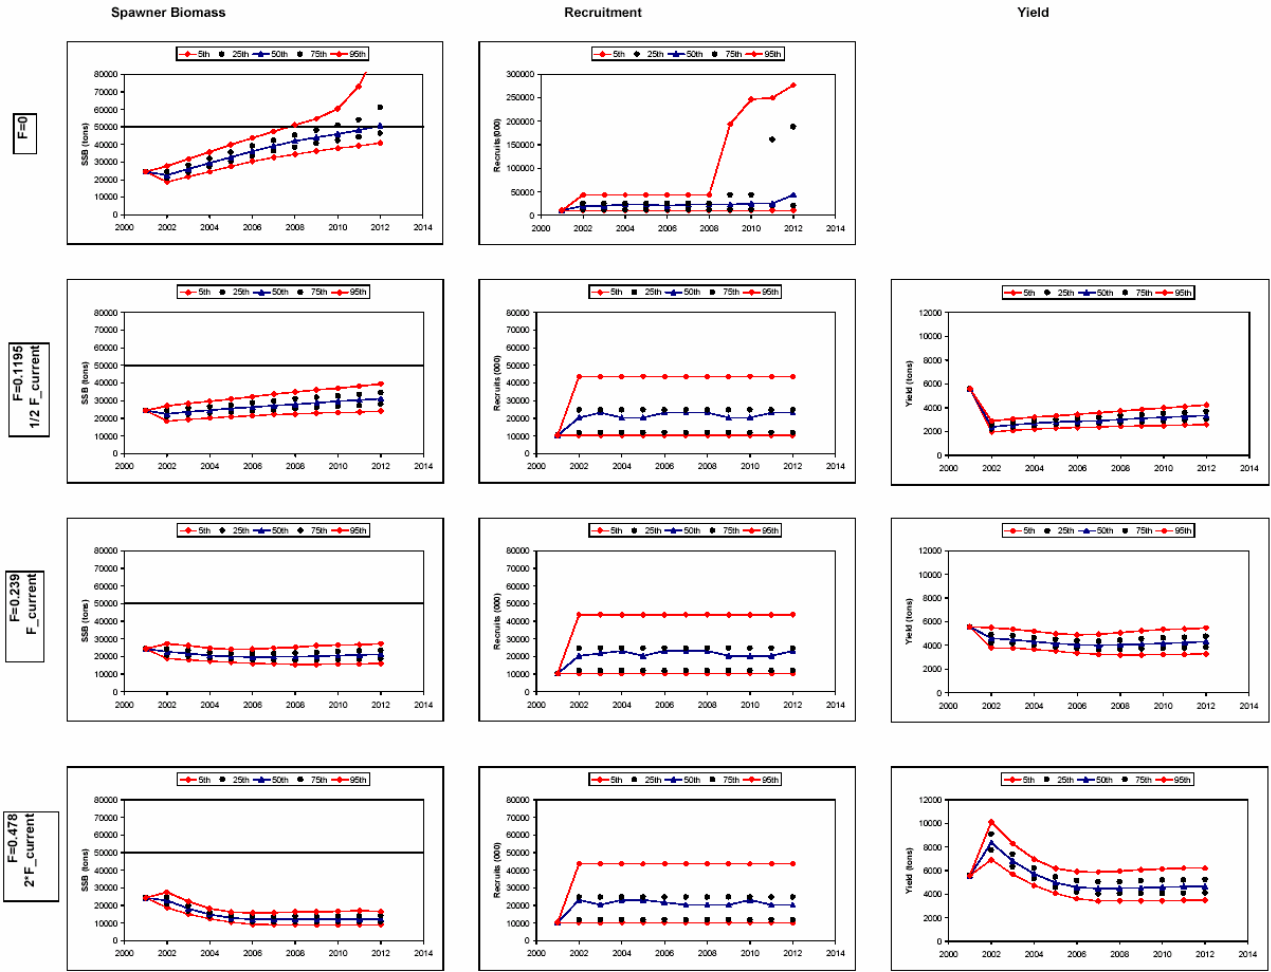 Spawner Biomass Recruitment Yield
F=0
5th 25th 50th 75th 95th
SSB (tons)
80000
70000
60000
50000
40000
30000
20000
10000
0
2000 2002 2004 2006 2008 2010 2012 2014
5th 25th 50th 75th 95th
Recruits(000)
300000
250000
200000
150000
100000
50000
0
2000 2002 2004 2006 2008 2010 2012 2014
F=0.1195
1/2 F_current
5th 25th 50th 75th 95th
SSB (tons)
80000
70000
60000
50000
40000
30000
20000
10000
0
2000 2002 2004 2006 2008 2010 2012 2014
5th 25th 50th 75th 95th
Recruits (000)
80000
70000
60000
50000
40000
30000
20000
10000
0
2000 2002 2004 2006 2008 2010 2012 2014
5th 25th 50th 75th 95th
Yield (tons)
12000
10000
8000
6000
4000
2000
0
2000 2002 2004 2006 2008 2010 2012 2014
F=0.239
F_current
5th 25th 50th 75th 95th
SSB (tons)
80000
70000
60000
50000
40000
30000
20000
10000
0
2000 2002 2004 2006 2008 2010 2012 2014
5th 25th 50th 75th 95th
Recruits (000)
80000
70000
60000
50000
40000
30000
20000
10000
0
2000 2002 2004 2006 2008 2010 2012 2014
5th 25th 50th 75th 95th
Yield (tons)
12000
10000
8000
6000
4000
2000
0
2000 2002 2004 2006 2008 2010 2012 2014
F=0.478
2* F_current
5th 25th 50th 75th 95th
SSB (tons)
80000
70000
60000
50000
40000
30000
20000
10000
0
2000 2002 2004 2006 2008 2010 2012 2014
5th 25th 50th 75th 95th
Recruits (000)
80000
70000
60000
50000
40000
30000
20000
10000
0
2000 2002 2004 2006 2008 2010 2012 2014
5th 25th 50th 75th 95th
Yield (tons)
12000
10000
8000
6000
4000
2000
0
2000 2002 2004 2006 2008 2010 2012 2014